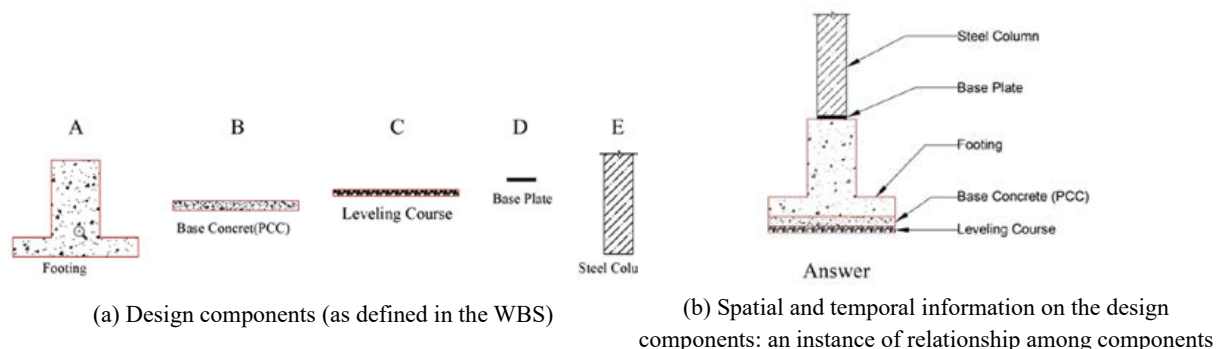 A
B
C
D
E
Footing
Base Concret(PCC)
Leveling Course
Base Plate
Steel Colu
Steel Column
Base Plate
Footing
Base Concrete (PCC)
Leveling Course
Answer
(a) Design components (as defined in the WBS)
(b) Spatial and temporal information on the design
components: an instance of relationship among components